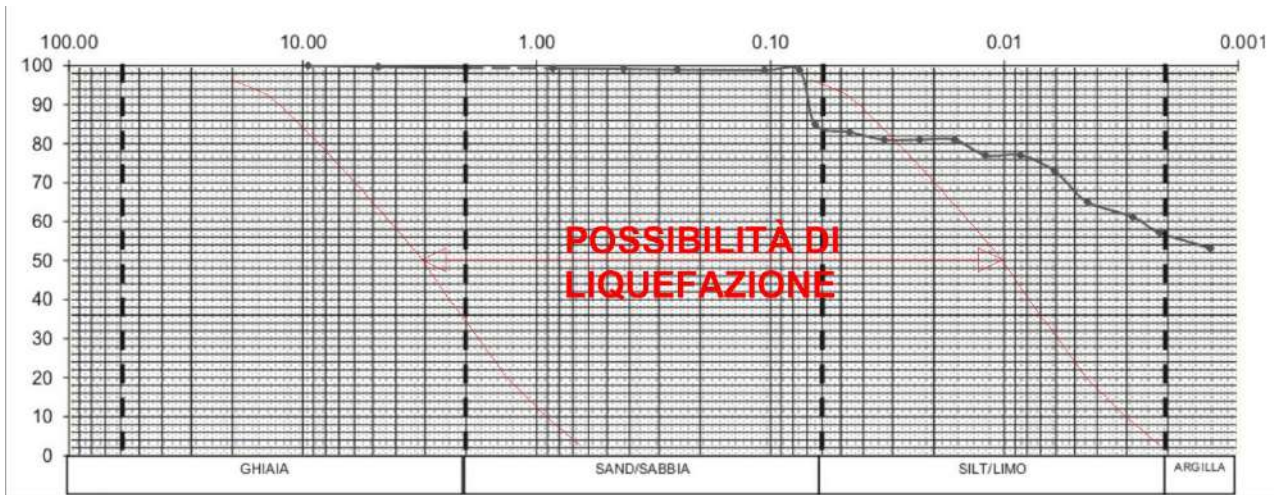 100.00 10.00 1.00 0.10 0.01 0.001
100
90
80
70
60
50
40
30
20
10
0
POSSIBILITÀ DI
LIQUEFAZIONE
GHIAIA SAND/SABBIA SILT/LIMO ARGILLA